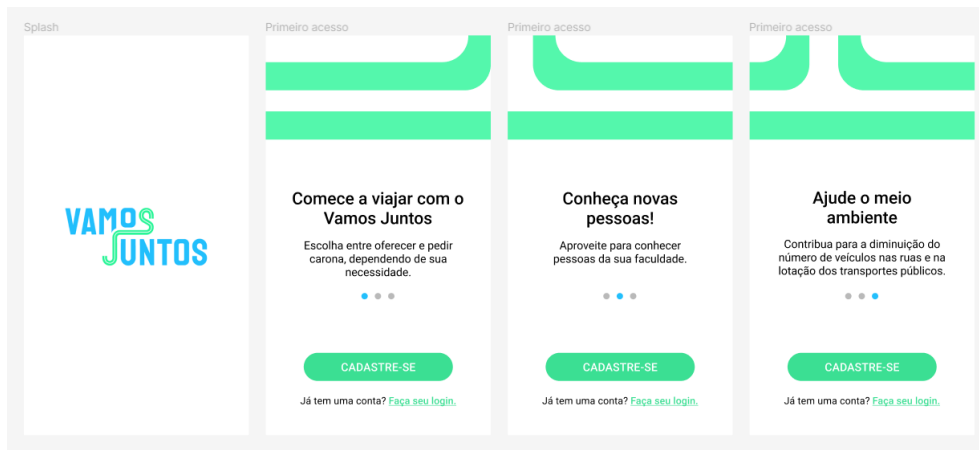 Splash
VAMOS
JUNTOS
Primeiro acesso
Comece a viajar com o
Vamos Juntos
Escolha entre oferecer e pedir
carona, dependendo de sua
necessidade.
CADASTRE-SE
Já tem uma conta? Faça seu login.
Primeiro acesso
Conheça novas
pessoas!
Aproveite para conhecer
pessoas da sua faculdade.
CADASTRE-SE
Já tem uma conta? Faça seu login.
Primeiro acesso
Ajude o meio
ambiente
Contribua para a diminuição do
número de veículos nas ruas e na
lotação dos transportes públicos.
CADASTRE-SE
Já tem uma conta? Faça seu login.